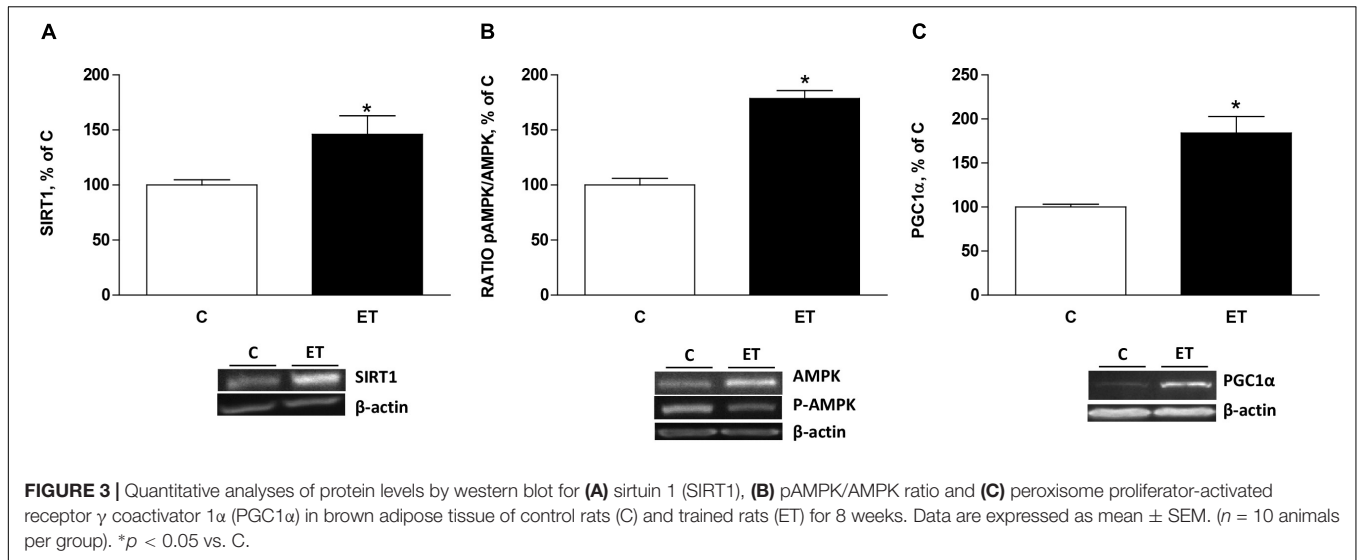 A
B
C
200
150
100
50
0
SIRT1, % of C
*
C
ET
C
ET
SIRT1
β-actin
200
150
100
50
0
RATIO pAMPK/AMPK, % of C
*
C
ET
C
ET
AMPK
P-AMPK
β-actin
250
200
150
100
50
0
PGC1α, % of C
*
C
ET
C
ET
PGC1α
β-actin
FIGURE 3 | Quantitative analyses of protein levels by western blot for (A) sirtuin 1 (SIRT1), (B) pAMPK/AMPK ratio and (C) peroxisome proliferator-activated
receptor γ coactivator 1α (PGC1α) in brown adipose tissue of control rats (C) and trained rats (ET) for 8 weeks. Data are expressed as mean ± SEM. (n = 10 animals
per group). *p < 0.05 vs. C.